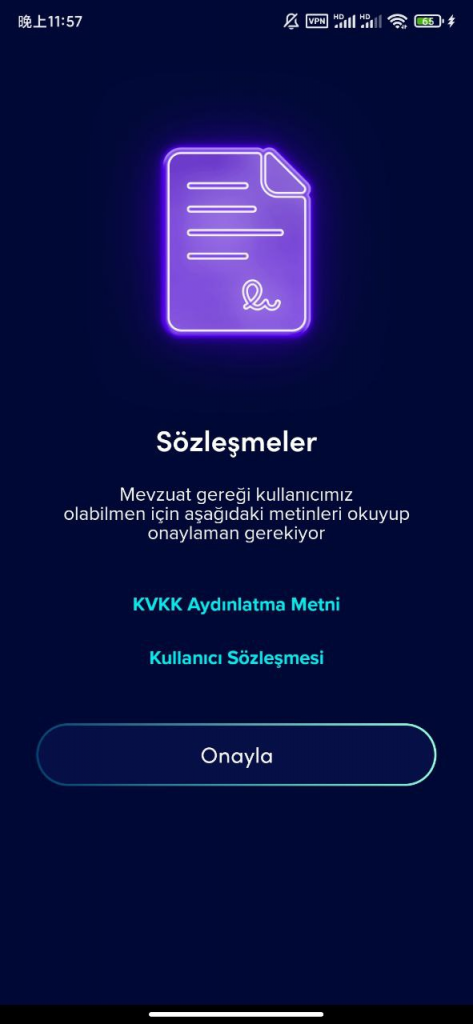 晚上11:57
VPN HD HD 65
Sözleşmeler
Mevzuat gereği kullanıcımız
olabilmen için aşağıdaki metinleri okuyup
onaylaman gerekiyor
KVKK Aydınlatma Metni
Kullanıcı Sözleşmesi
Onayla